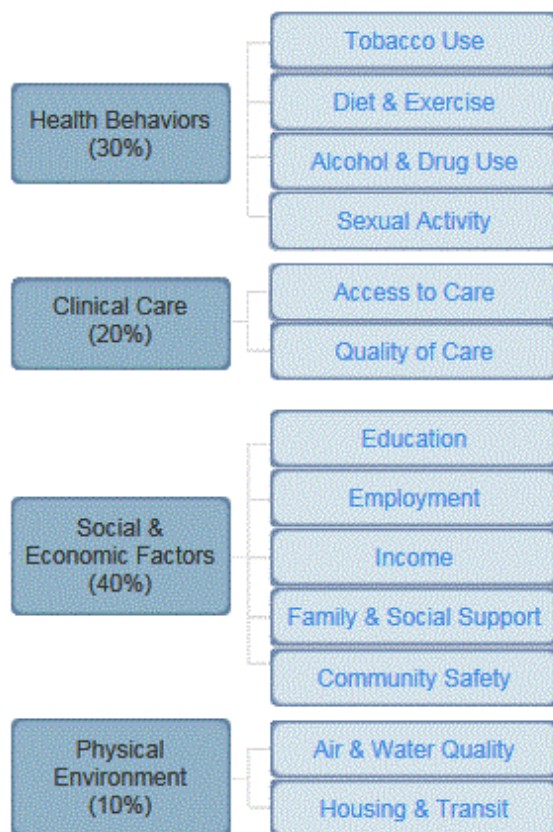 Health Behaviors
(30%)
Tobacco Use
Diet & Exercise
Alcohol & Drug Use
Sexual Activity
Clinical Care
(20%)
Access to Care
Quality of Care
Social &
Economic Factors
(40%)
Education
Employment
Income
Family & Social Support
Community Safety
Physical
Environment
(10%)
Air & Water Quality
Housing & Transit